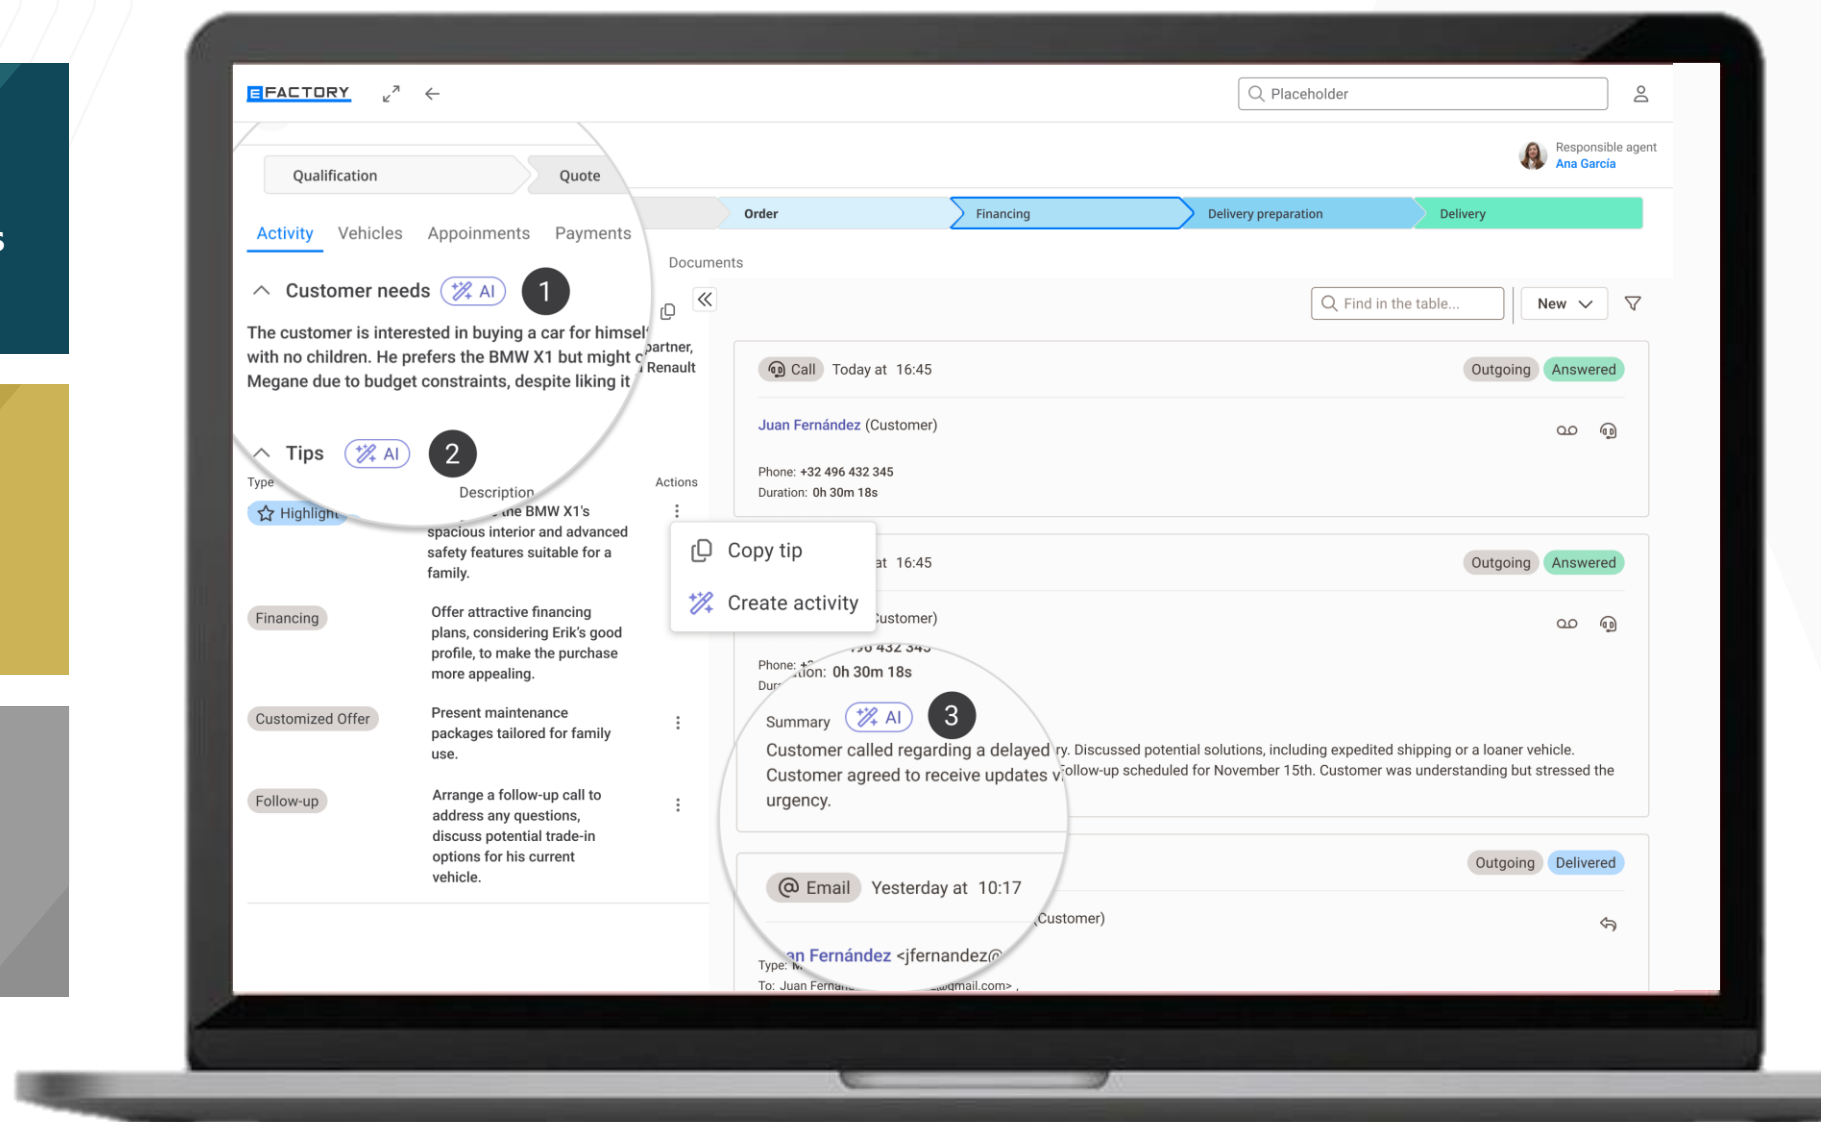 EFACTORY
Placeholder
Responsible agent
Ana García
Qualification
Quote
Order
Financing
Delivery preparation
Delivery
Activity
Vehicles
Appoinments
Payments
Documents
Customer needs
AI
1
The customer is interested in buying a car for
with no children. He prefers the BMW X1 but might
partner,
Renault
Megane due to budget constraints, despite liking it
Tips
AI
2
Type
Description
Actions
Highlight
the BMW X1's
spacious interior and advanced
safety features suitable for a
family.
Copy tip
Create activity
Financing
Offer attractive financing
plans, considering Erik's good
profile, to make the purchase
more appealing.
Customized Offer
Present maintenance
packages tailored for family
use.
Follow-up
Arrange a follow-up call to
address any questions,
discuss potential trade-in
options for his current
vehicle.
Find in the table...
New
Call
Today at 16:45
Outgoing
Answered
Juan Fernández (Customer)
Phone: +32 496 432 345
Duration: 0h 30m 18s
at 16:45
Outgoing
Answered
Customer)
432 345
Phone:
0h 30m 18s
Summary
AI
3
Customer called regarding a delayed
Discussed potential solutions, including expedited shipping or a loaner vehicle.
Customer agreed to receive updates
Follow-up scheduled for November 15th. Customer was understanding but stressed the
urgency.
Email
Yesterday at 10:17
Outgoing
Delivered
(Customer)
Fernández <jfernandez@
Type:
To: Juan
@gmail.com> ,